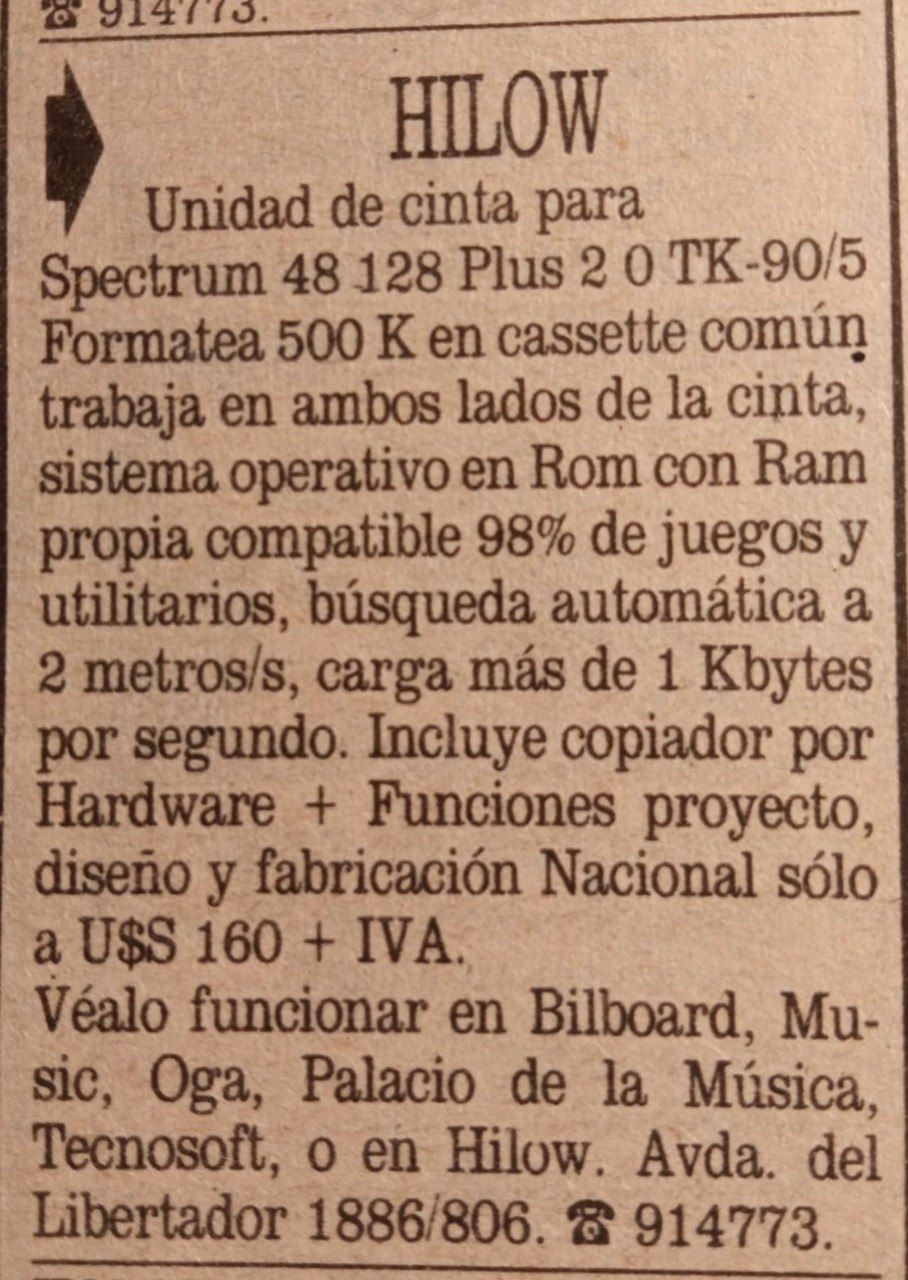 ☎ 914773.
HILOW
Unidad de cinta para
Spectrum 48 128 Plus 2 0 TK-90/5
Formatea 500 K en cassette común
trabaja en ambos lados de la cinta,
sistema operativo en Rom con Ram
propia compatible 98% de juegos y
utilitarios, búsqueda automática a
2 metros/s, carga más de 1 Kbytes
por segundo. Incluye copiador por
Hardware + Funciones proyecto,
diseño y fabricación Nacional sólo
a U$S 160 + IVA.
Véalo funcionar en Bilboard, Mu-
sic, Oga, Palacio de la Música,
Tecnosoft, o en Hilow. Avda. del
Libertador 1886/806. ☎ 914773.